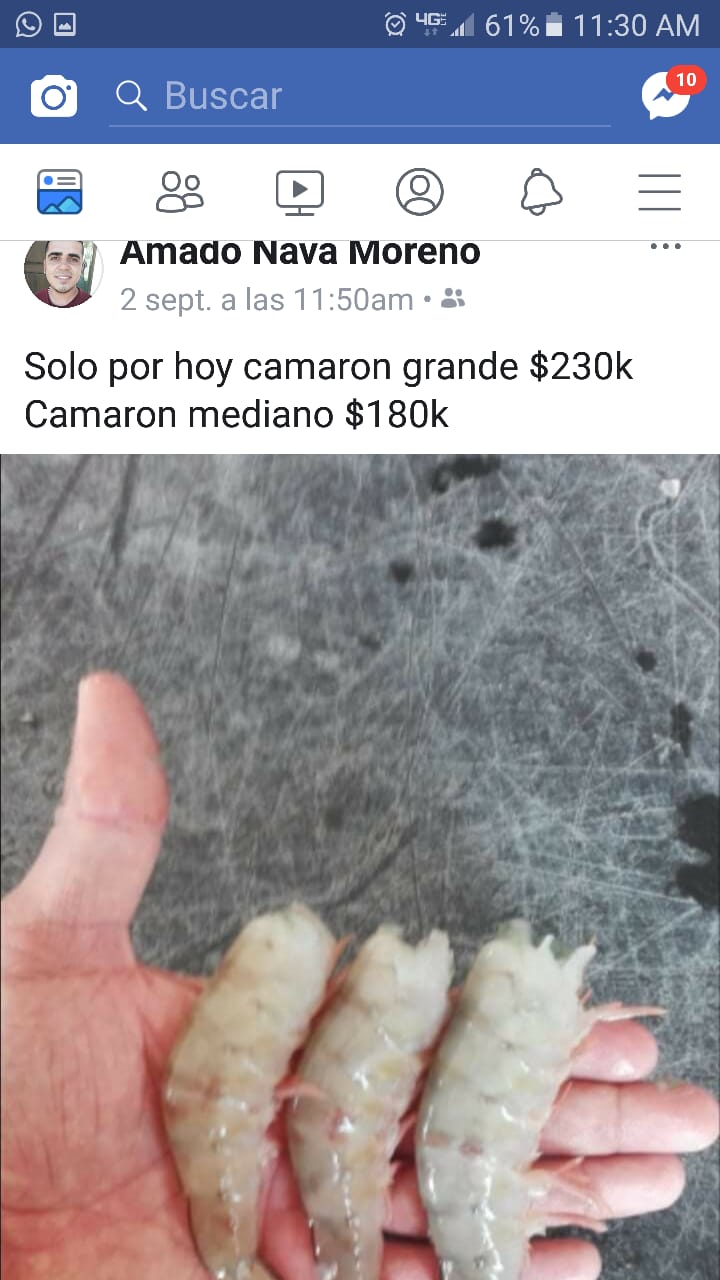 4G LTE 61% 11:30 AM
Buscar
10
Amado Nava Moreno
2 sept. a las 11:50am •
Solo por hoy camaron grande $230k
Camaron mediano $180k